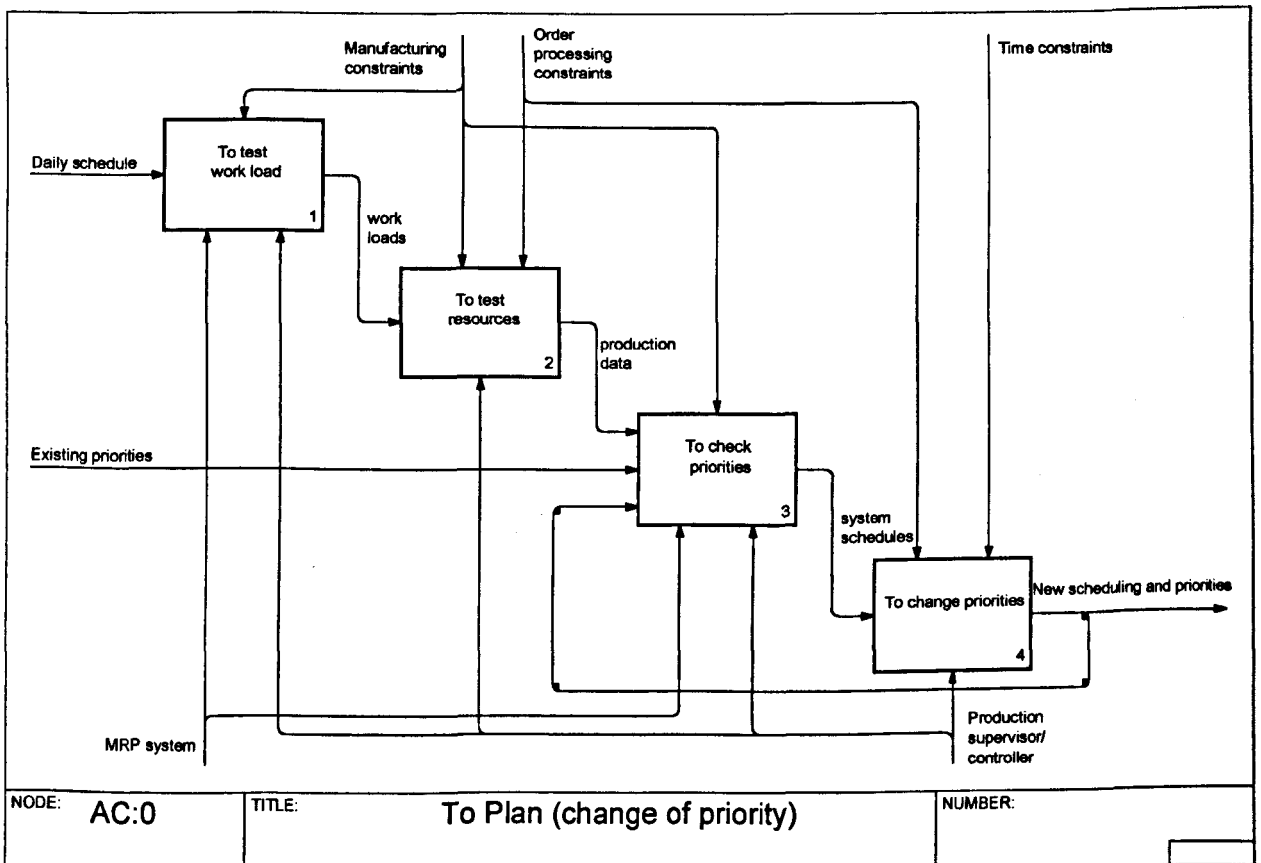 Manufacturing
constraints
Order
processing
constraints
Time constraints
Daily schedule
To test
work load
1
work
loads
To test
resources
2
production
data
Existing priorities
To check
priorities
3
system
schedules
To change priorities
4
New scheduling and priorities
MRP system
Production
supervisor/
controller
NODE: AC:0
TITLE: To Plan (change of priority)
NUMBER: